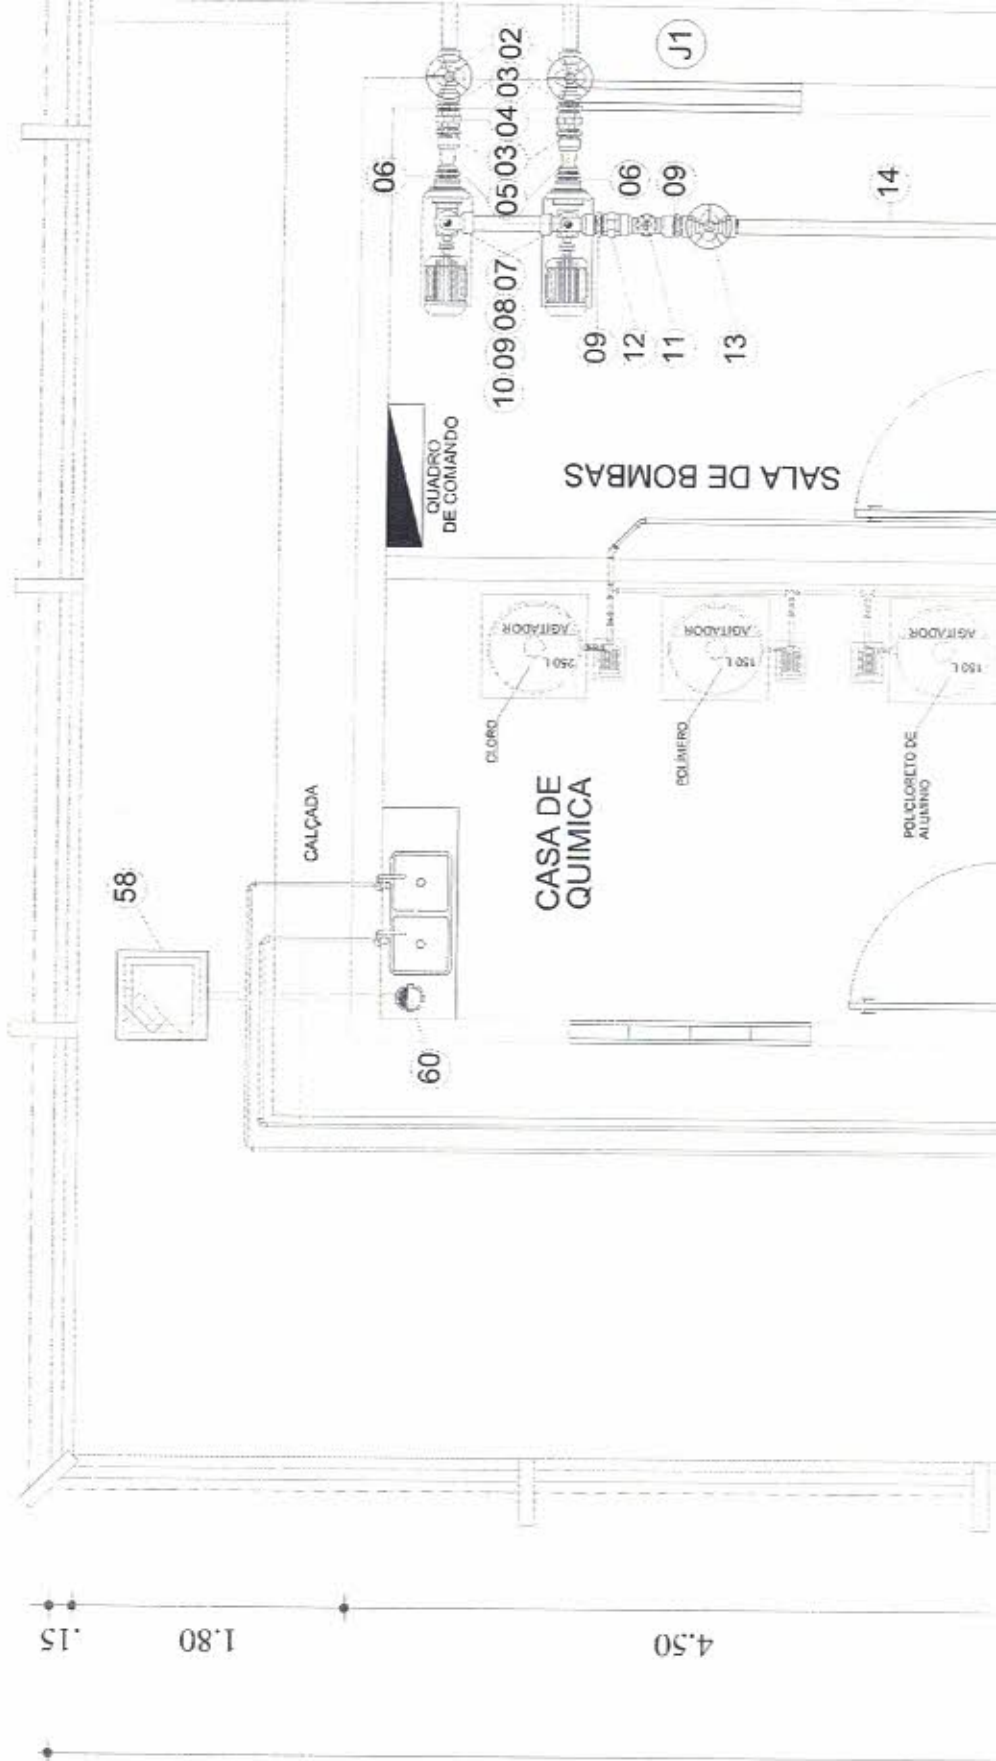 02
03
04
03
05
06
J1
06
09
14
07
08
09
10
09
12
11
13
QUADRO
DE COMANDO
SALA DE BOMBAS
AGITADOR
250 L
AGITADOR
150 L
AGITADOR
150 L
CLORO
POLÍMERO
POLICLORETO DE
ALUMÍNIO
CASA DE
QUIMICA
CALÇADA
58
60
.15
1.80
4.50